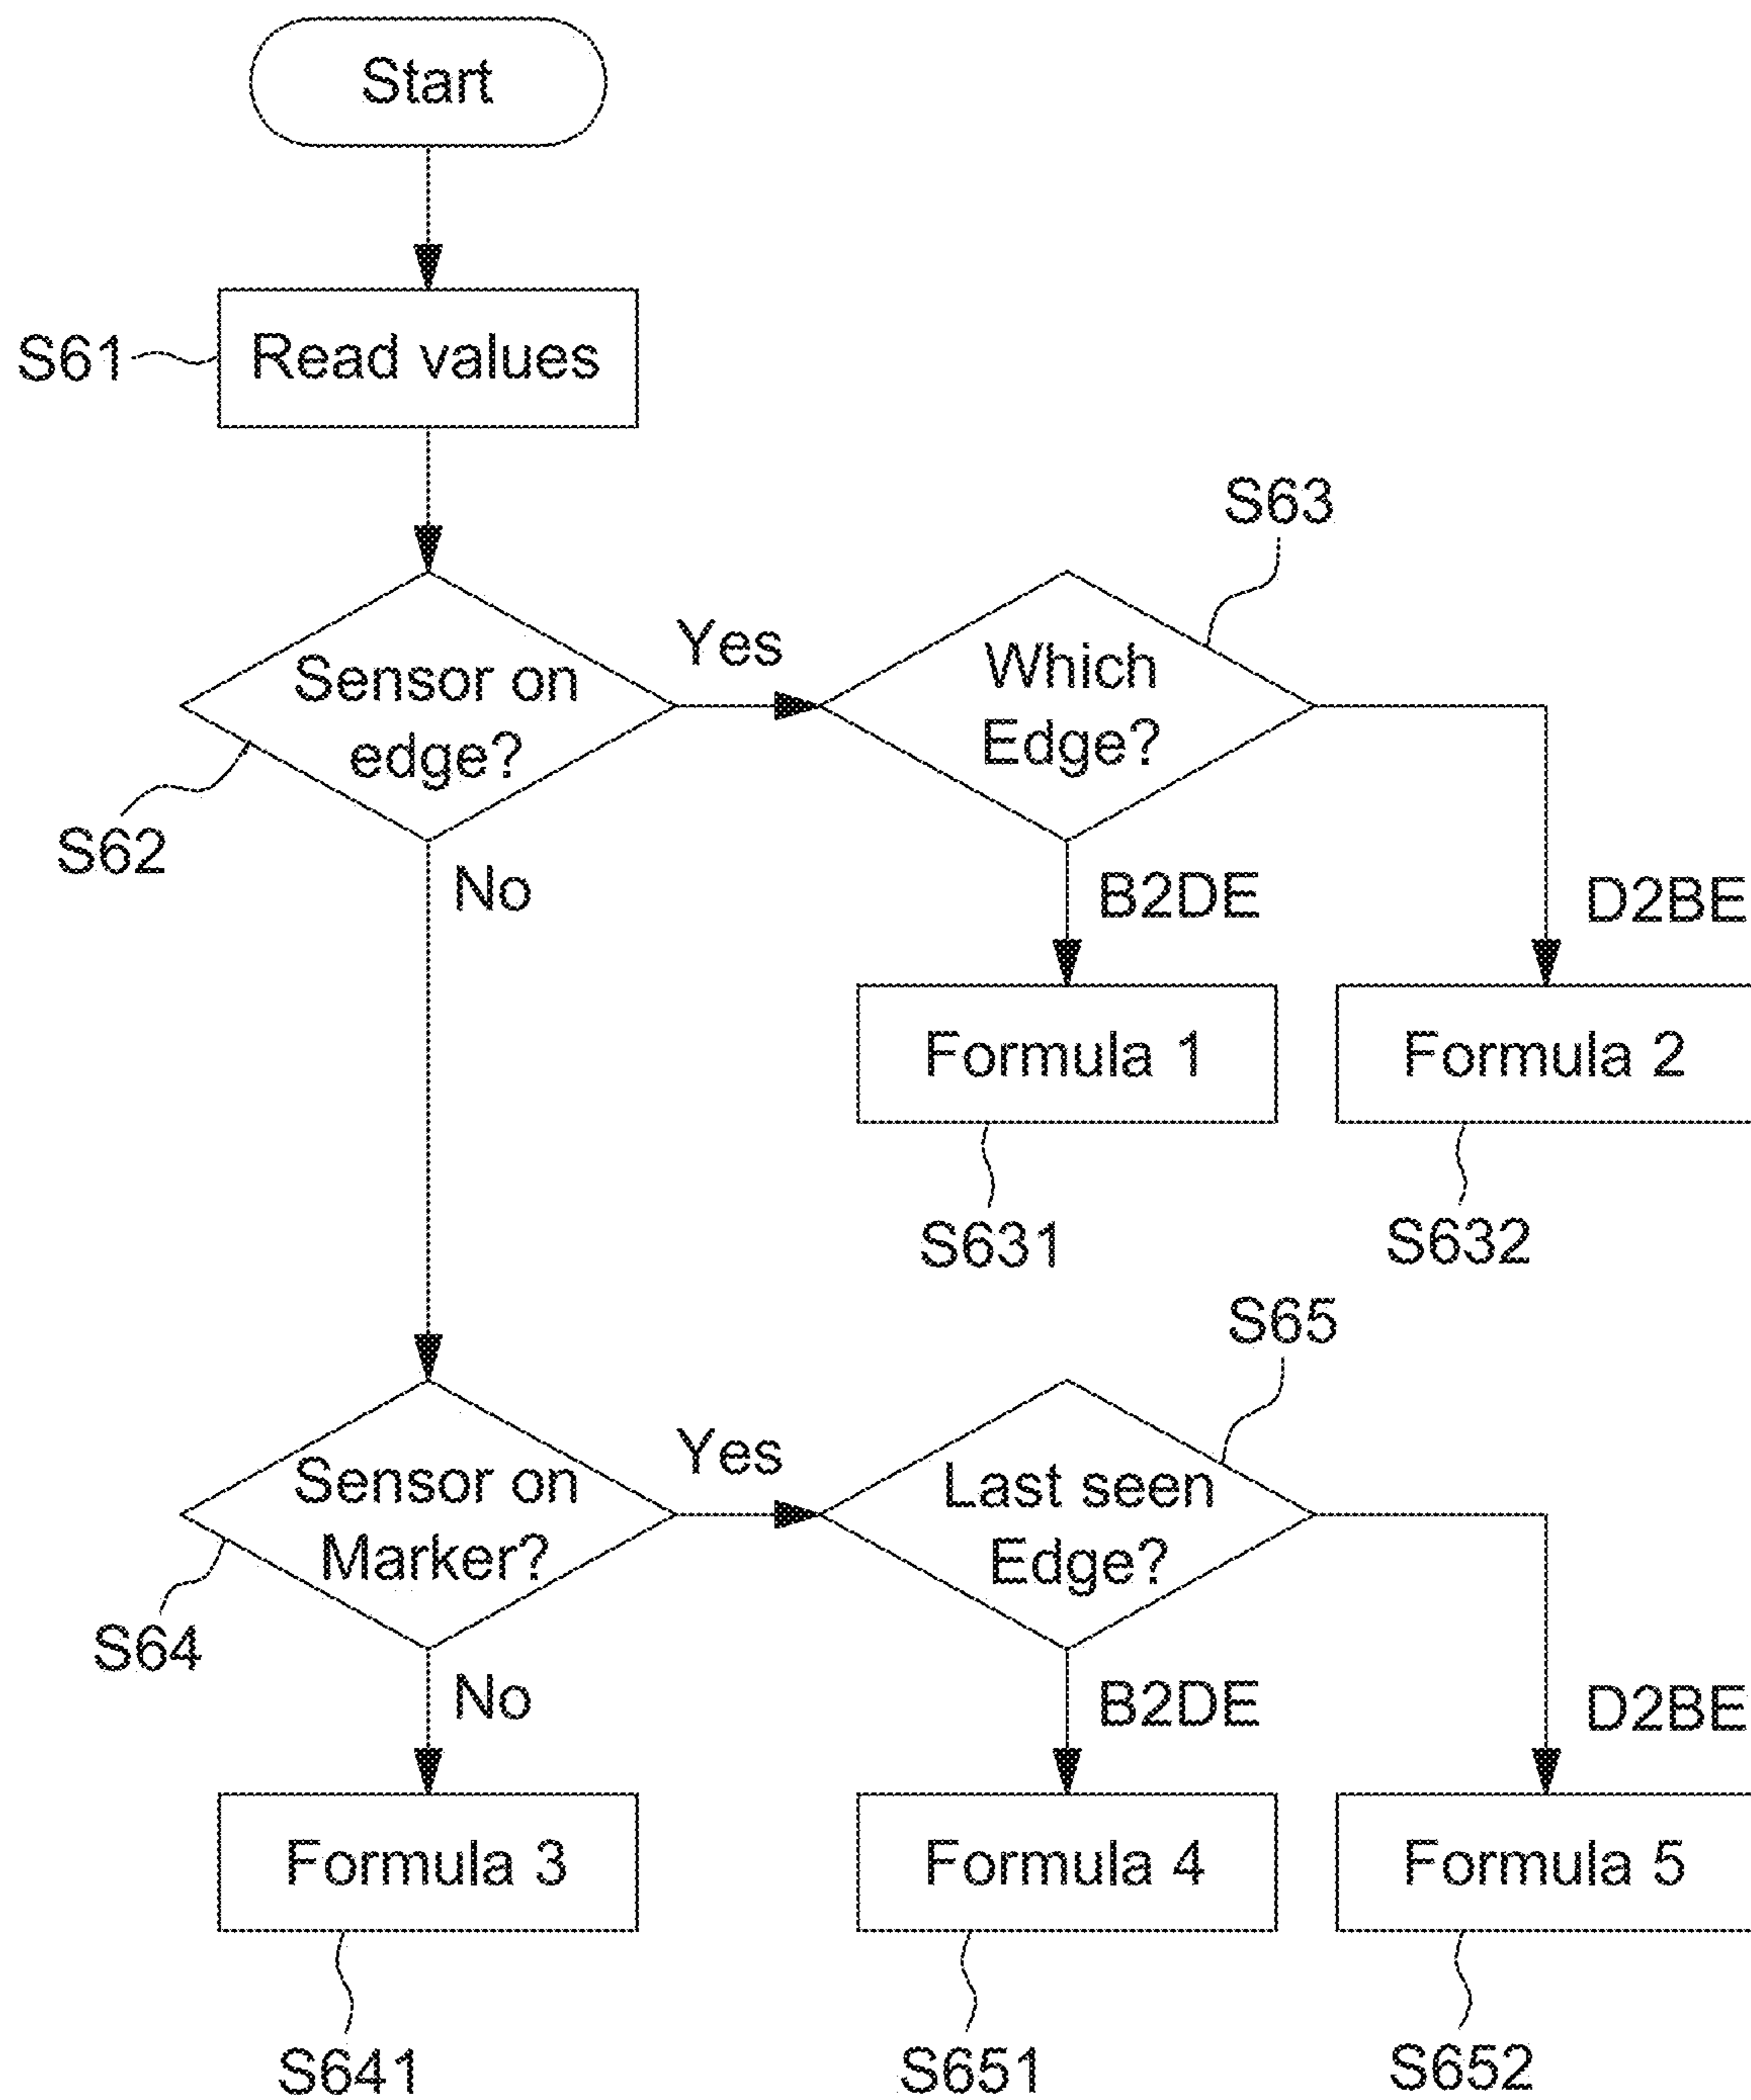 Start
S61
Read values
S63
Sensor on
edge?
Yes
Which
Edge?
S62
No
B2DE
D2BE
Formula 1
Formula 2
S631
S632
S65
Sensor on
Marker?
Yes
Last seen
Edge?
S64
No
B2DE
D2BE
Formula 3
Formula 4
Formula 5
S641
S651
S652